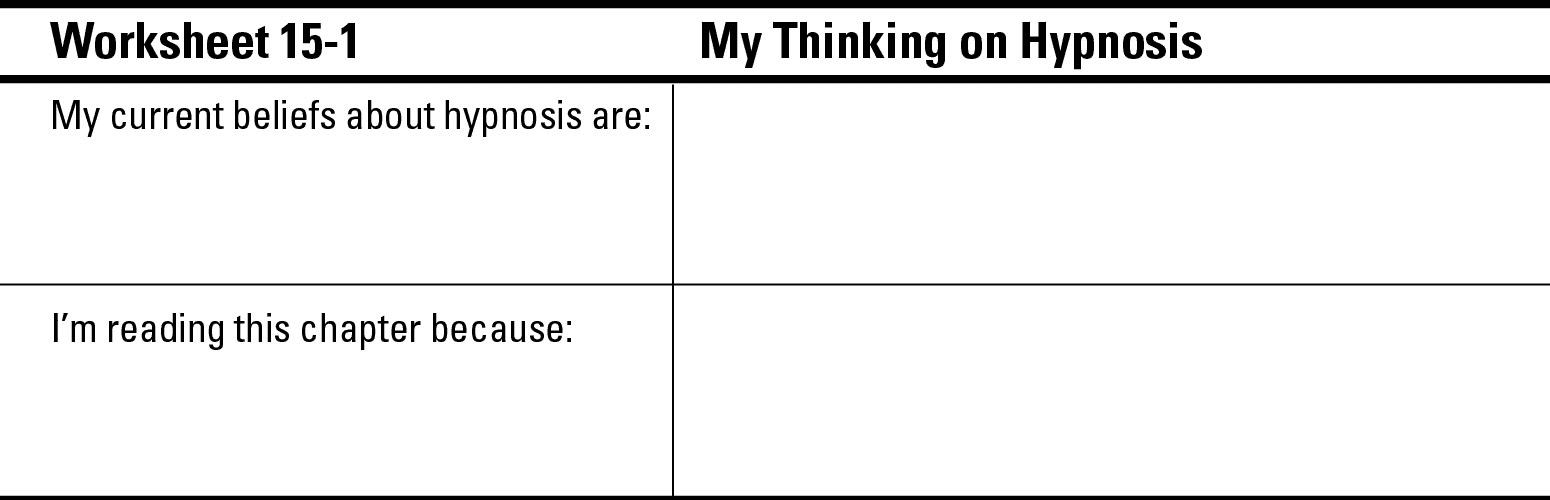 Worksheet 15-1 My Thinking on Hypnosis
My current beliefs about hypnosis are:
I’m reading this chapter because: